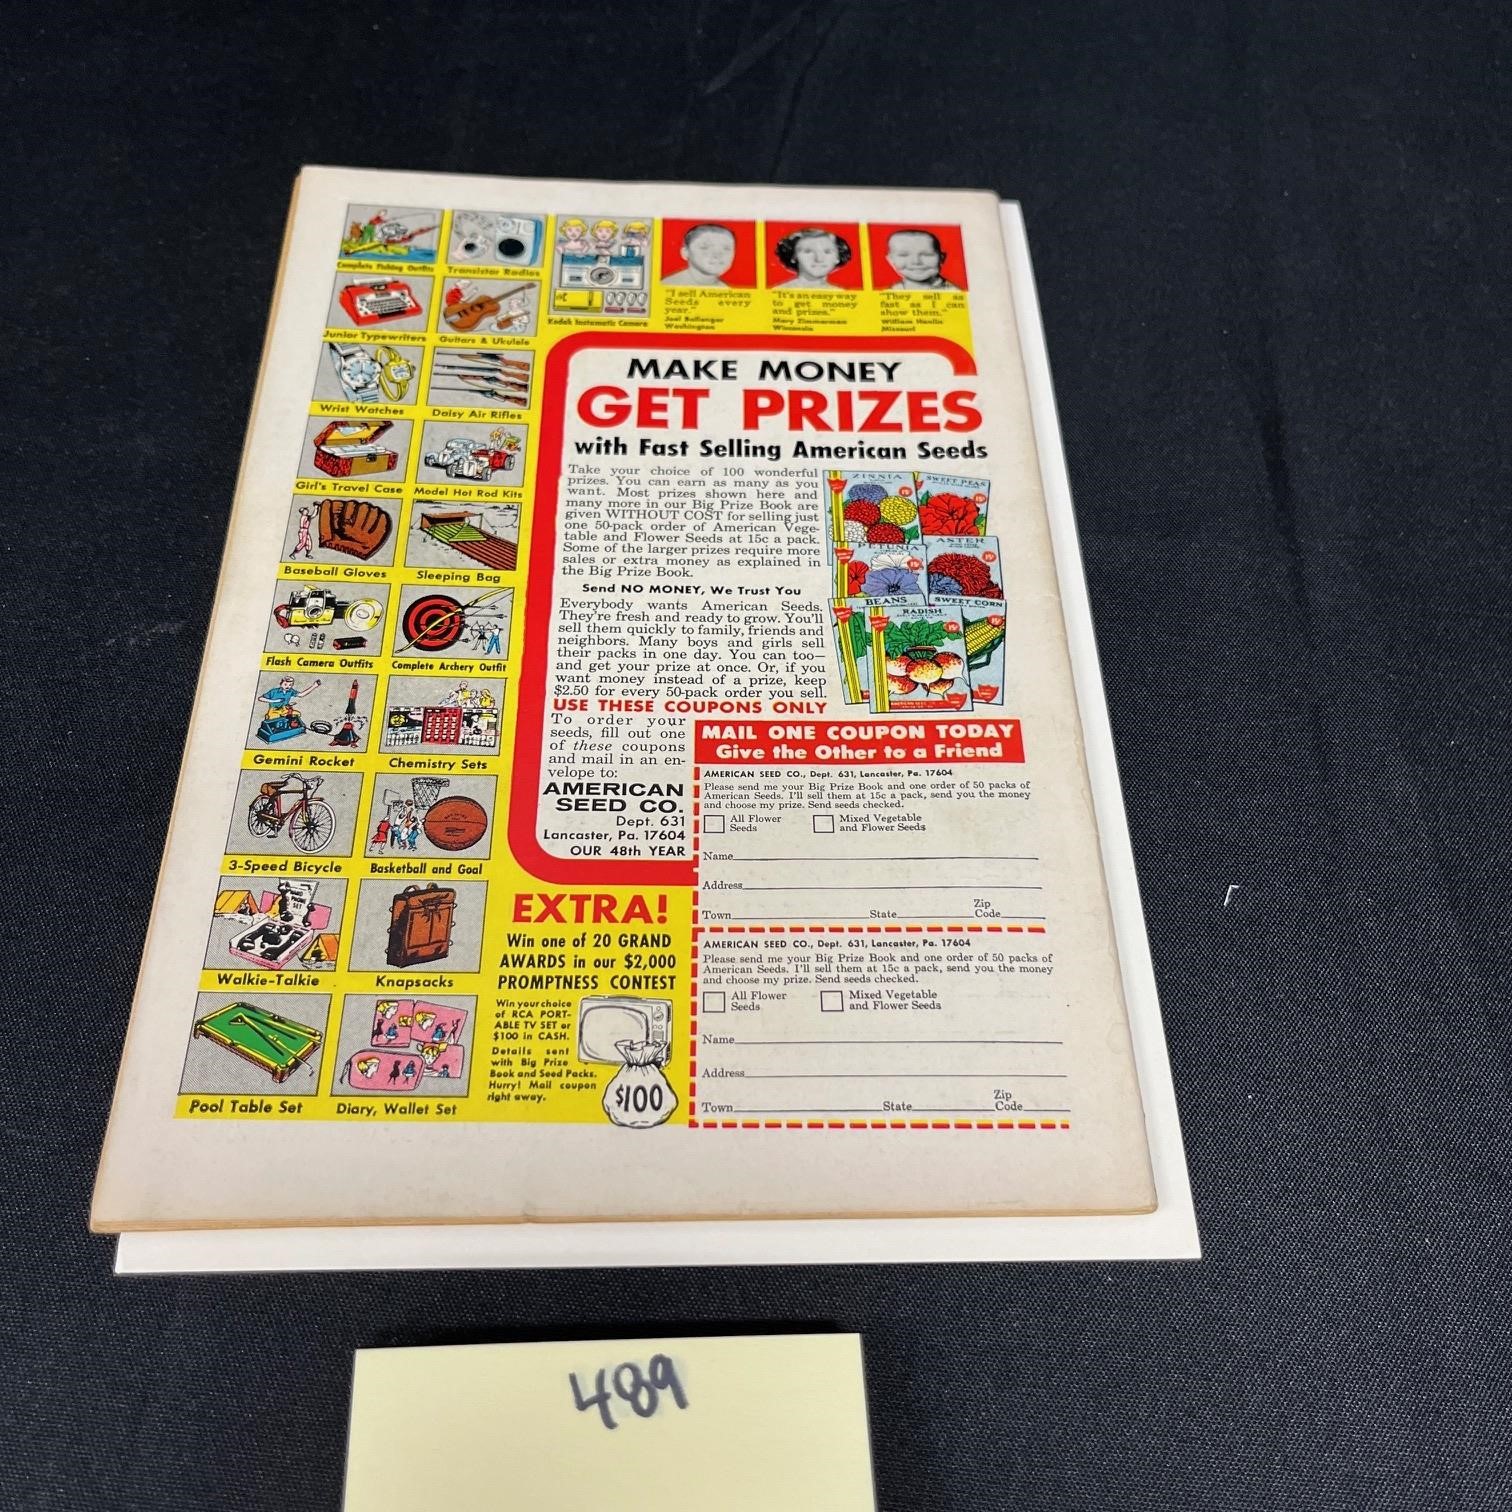 Complete Fishing Outfits
Transistor Radios
Kodak Instamatic Camera
"I sell American
Seeds every
year."
Joel Ballenger
Washington
"It's an easy way
to get money
and prizes."
Mary Zimmerman
Wisconsin
"They sell as
fast as I can
show them."
William Hamlin
Missouri
Junior Typewriters
Guitars & Ukulele
Wrist Watches
Daisy Air Rifles
Girl's Travel Case
Model Hot Rod Kits
Baseball Gloves
Sleeping Bag
Flash Camera Outfits
Complete Archery Outfit
Gemini Rocket
Chemistry Sets
3-Speed Bicycle
Basketball and Goal
Walkie-Talkie
Knapsacks
Pool Table Set
Diary, Wallet Set
MAKE MONEY
GET PRIZES
with Fast Selling American Seeds
Take your choice of 100 wonderful
prizes. You can earn as many as you
want. Most prizes shown here and
many more in our Big Prize Book are
given WITHOUT COST for selling just
one 50-pack order of American Vege-
table and Flower Seeds at 15c a pack.
Some of the larger prizes require more
sales or extra money as explained in
the Big Prize Book.
Send NO MONEY, We Trust You
Everybody wants American Seeds.
They're fresh and ready to grow. You'll
sell them quickly to family, friends and
neighbors. Many boys and girls sell
their packs in one day. You can too—
and get your prize at once. Or, if you
want money instead of a prize, keep
$2.50 for every 50-pack order you sell.
USE THESE COUPONS ONLY
To order your
seeds, fill out one
of these coupons
and mail in an en-
velope to:
AMERICAN
SEED CO.
Dept. 631
Lancaster, Pa. 17604
OUR 48th YEAR
ZINNIA
15¢
SWEET PEAS
15¢
PETUNIA
15¢
ASTER
15¢
BEANS
SWEET CORN
15¢
RADISH
15¢
MAIL ONE COUPON TODAY
Give the Other to a Friend
AMERICAN SEED CO., Dept. 631, Lancaster, Pa. 17604
Please send me your Big Prize Book and one order of 50 packs of
American Seeds. I'll sell them at 15c a pack, send you the money
and choose my prize. Send seeds checked.
All Flower
Seeds
Mixed Vegetable
and Flower Seeds
Name
Address
Town State Zip Code
AMERICAN SEED CO., Dept. 631, Lancaster, Pa. 17604
Please send me your Big Prize Book and one order of 50 packs of
American Seeds. I'll sell them at 15c a pack, send you the money
and choose my prize. Send seeds checked.
All Flower
Seeds
Mixed Vegetable
and Flower Seeds
Name
Address
Town State Zip Code
EXTRA!
Win one of 20 GRAND
AWARDS in our $2,000
PROMPTNESS CONTEST
Win your choice
of RCA PORT-
ABLE TV SET or
$100 in CASH.
Details sent
with Big Prize
Book and Seed Packs.
Hurry! Mail coupon
right away.
$100
489